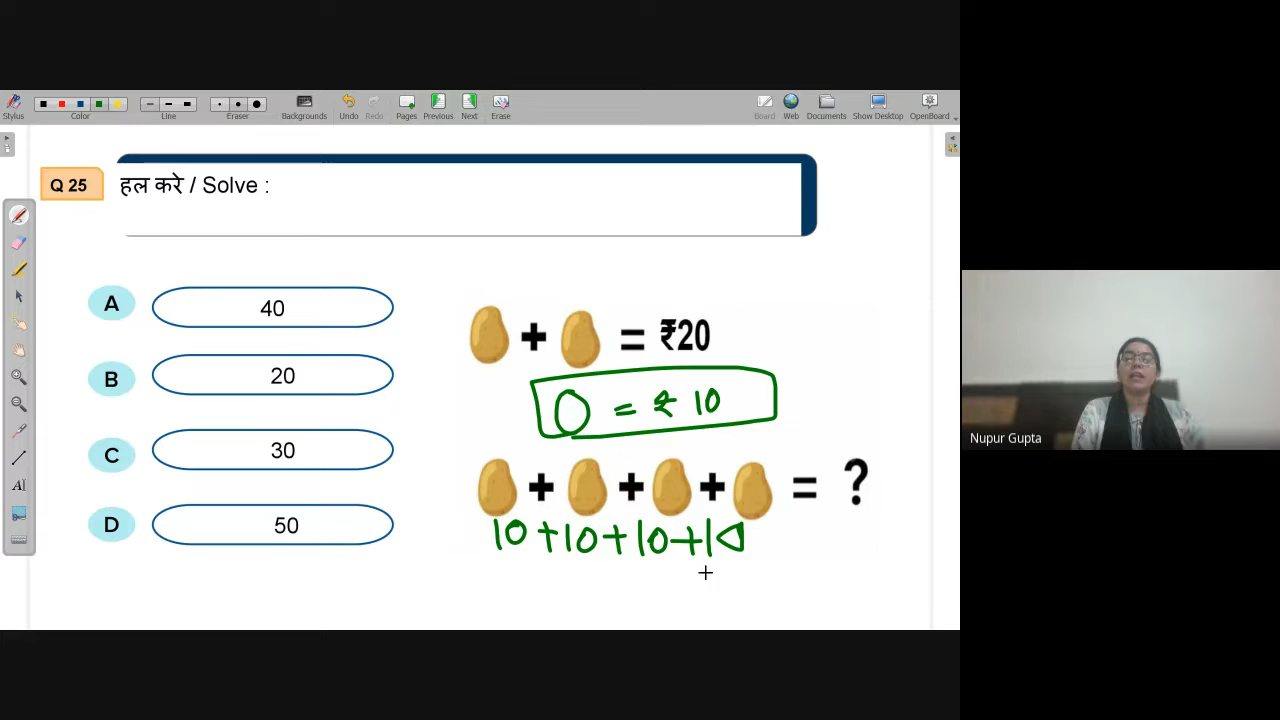 Stylus
Color
Line
Eraser
Backgrounds
Undo
Redo
Pages
Previous
Next
Erase
Board
Web
Documents
Show Desktop
OpenBoard
Q 25
हल करे / Solve :
A 40
B 20
C 30
D 50
+ = ₹20
0 = ₹ 10
+ + + = ?
10 + 10 + 10 + 10
Nupur Gupta